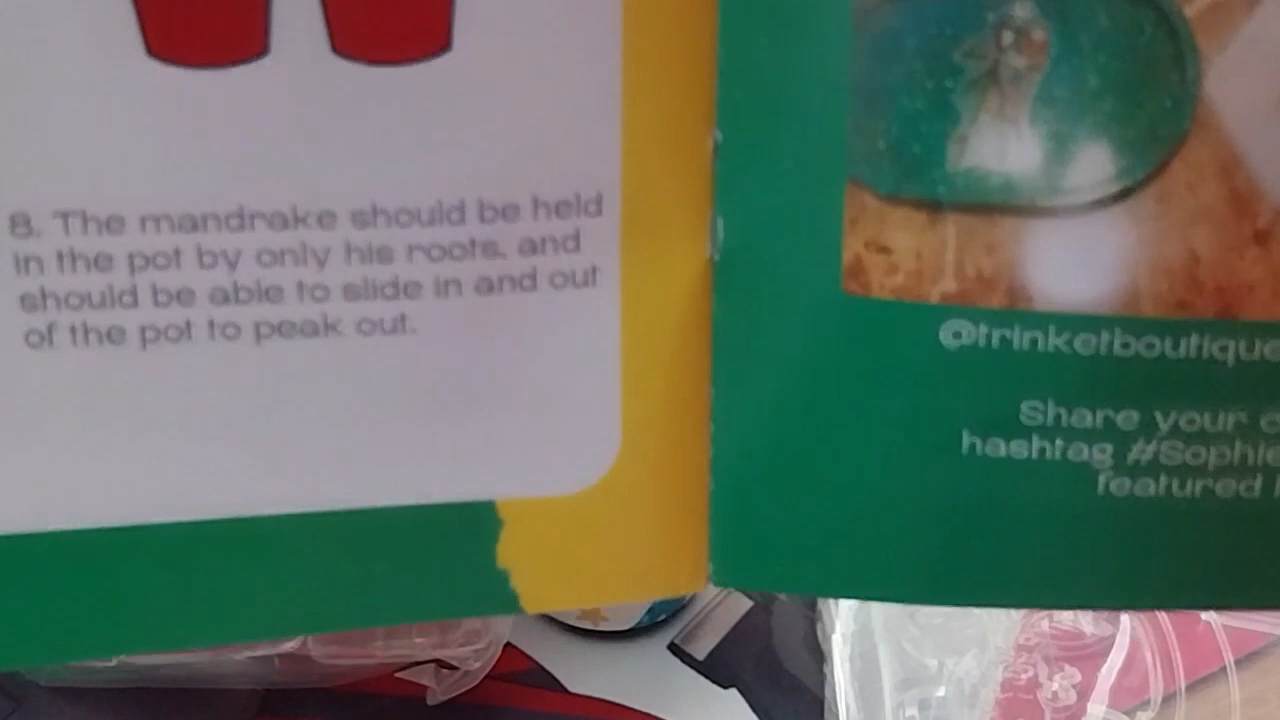 8. The mandrake should be held
in the pot by only his roots, and
should be able to slide in and out
of the pot to peak out.
@trinketboutique
Share your
hashtag #Sophie
featured